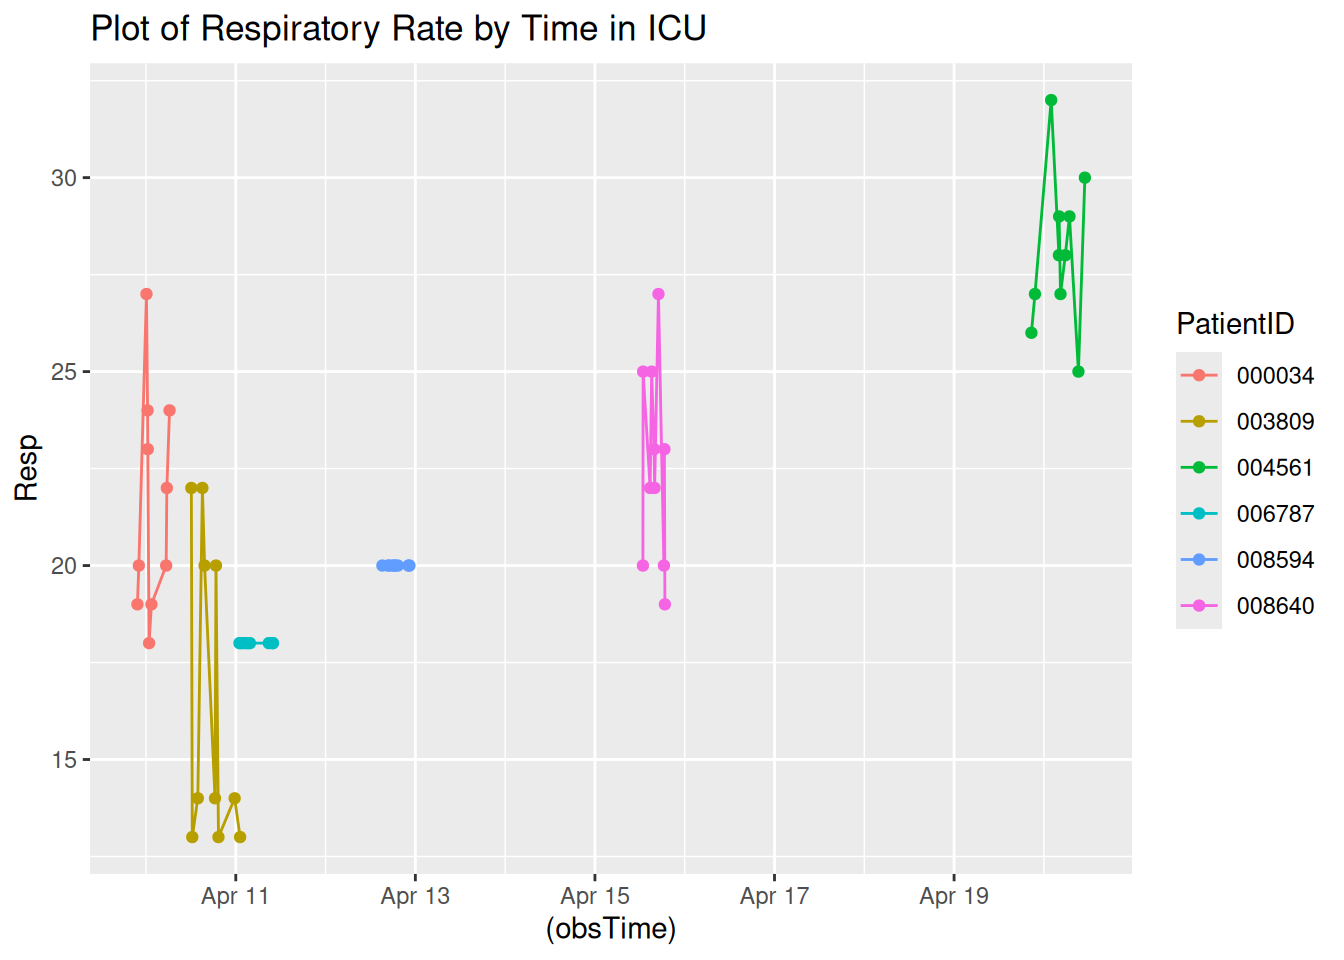 Plot of Respiratory Rate by Time in ICU
Resp
30
25
20
15
Apr 11
Apr 13
Apr 15
Apr 17
Apr 19
(obsTime)
PatientID
000034
003809
004561
006787
008594
008640